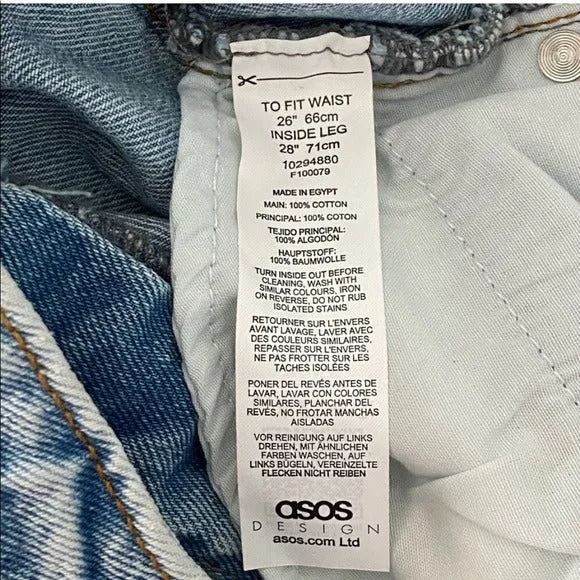 TO FIT WAIST
26" 66cm
INSIDE LEG
28" 71cm
10294880
F100079
MADE IN EGYPT
MAIN: 100% COTTON
PRINCIPAL: 100% COTON
TEJIDO PRINCIPAL:
100% ALGODÓN
HAUPTSTOFF:
100% BAUMWOLLE
TURN INSIDE OUT BEFORE
CLEANING, WASH WITH
SIMILAR COLOURS, IRON
ON REVERSE, DO NOT RUB
ISOLATED STAINS
RETOURNER SUR L'ENVERS
AVANT LAVAGE, LAVER AVEC
DES COULEURS SIMILAIRES,
REPASSER SUR L'ENVERS,
NE PAS FROTTER SUR LES
TACHES ISOLÉES
PONER DEL REVÉS ANTES DE
LAVAR, LAVAR CON COLORES
SIMILARES, PLANCHAR DEL
REVÉS, NO FROTAR MANCHAS
AISLADAS
VOR REINIGUNG AUF LINKS
DREHEN, MIT ÄHNLICHEN
FARBEN WASCHEN, AUF
LINKS BÜGELN, VEREINZELTE
FLECKEN NICHT REIBEN
asos
DESIGN
asos.com Ltd